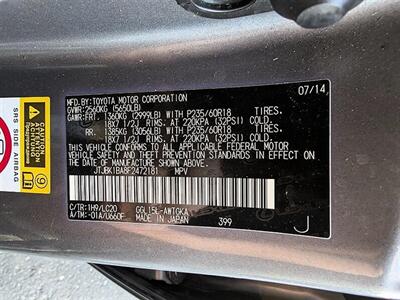 MFD.BY:TOYOTA MOTOR CORPORATION 07/14
GVWR:2560KG (5650LB)
GAWR:FRT. 1360KG (2999LB) WITH P235/60R18 TIRES.
18X7 1/2J RIMS. AT 220KPA (32PSI) COLD.
RR. 1385KG (3056LB) WITH P235/60R18 TIRES.
18X7 1/2J RIMS. AT 220KPA (32PSI) COLD.
THIS VEHICLE CONFORMS TO ALL APPLICABLE FEDERAL MOTOR
VEHICLE SAFETY AND THEFT PREVENTION STANDARDS IN EFFECT ON
THE DATE OF MANUFACTURE SHOWN ABOVE.
JTJBK1BA8F2472181 MPV
C/TR:1H9/LC20 GGL15L-AWTGKA
A/TM:-01A/U660F MADE IN JAPAN 399 J
SRS SIDE AIRBAG
CAUTION
ATTENTION